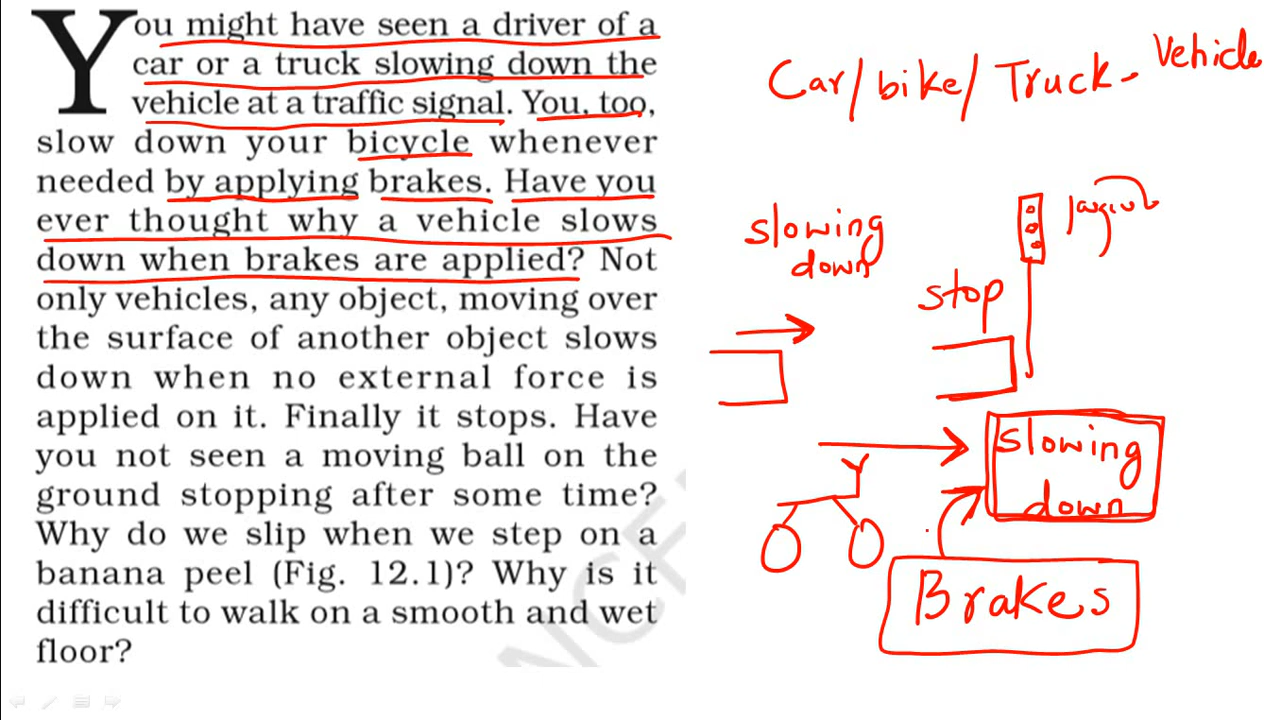 You might have seen a driver of a
car or a truck slowing down the
vehicle at a traffic signal. You, too,
slow down your bicycle whenever
needed by applying brakes. Have you
ever thought why a vehicle slows
down when brakes are applied? Not
only vehicles, any object, moving over
the surface of another object slows
down when no external force is
applied on it. Finally it stops. Have
you not seen a moving ball on the
ground stopping after some time?
Why do we slip when we step on a
banana peel (Fig. 12.1)? Why is it
difficult to walk on a smooth and wet
floor?
Car/bike/Truck - Vehicle
slowing
down
stop
slowing
down
Brakes